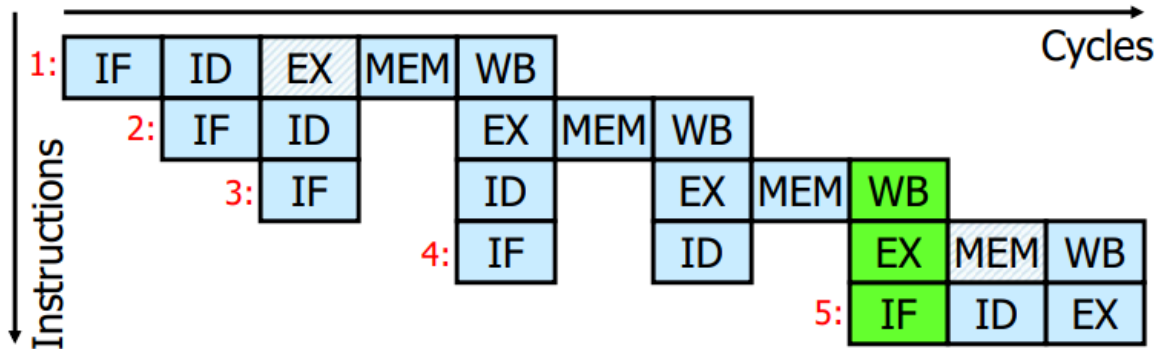 Cycles
Instructions
1: IF ID EX MEM WB
2: IF ID EX MEM WB
3: IF ID EX MEM WB
4: IF ID EX MEM WB
5: IF ID EX